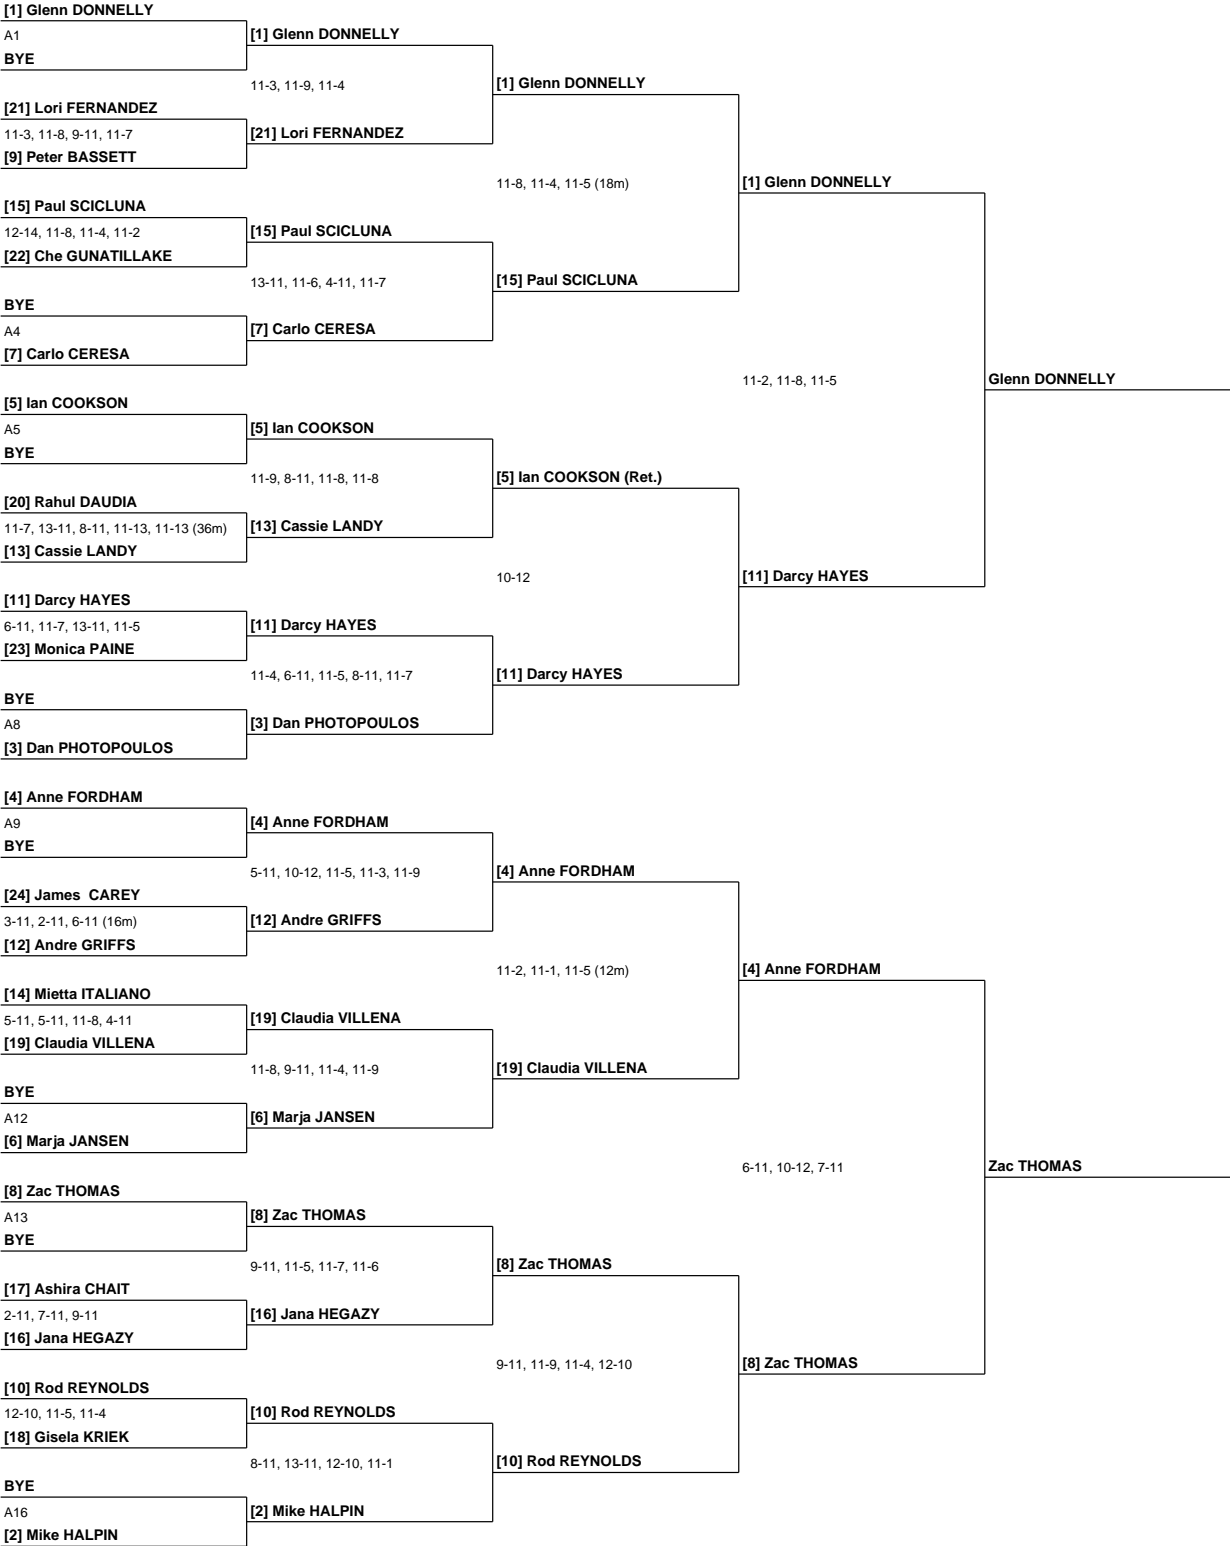 [1] Glenn DONNELLY
A1
BYE
[21] Lori FERNANDEZ
11-3, 11-8, 9-11, 11-7
[9] Peter BASSETT
[15] Paul SCICLUNA
12-14, 11-8, 11-4, 11-2
[22] Che GUNATILLAKE
BYE
A4
[7] Carlo CERESA
[5] Ian COOKSON
A5
BYE
[20] Rahul DAUDIA
11-7, 13-11, 8-11, 11-13, 11-13 (36m)
[13] Cassie LANDY
[11] Darcy HAYES
6-11, 11-7, 13-11, 11-5
[23] Monica PAINE
BYE
A8
[3] Dan PHOTOPOULOS
[4] Anne FORDHAM
A9
BYE
[24] James  CAREY
3-11, 2-11, 6-11 (16m)
[12] Andre GRIFFS
[14] Mietta ITALIANO
5-11, 5-11, 11-8, 4-11
[19] Claudia VILLENA
BYE
A12
[6] Marja JANSEN
[8] Zac THOMAS
A13
BYE
[17] Ashira CHAIT
2-11, 7-11, 9-11
[16] Jana HEGAZY
[10] Rod REYNOLDS
12-10, 11-5, 11-4
[18] Gisela KRIEK
BYE
A16
[2] Mike HALPIN
[1] Glenn DONNELLY
11-3, 11-9, 11-4
[21] Lori FERNANDEZ
[15] Paul SCICLUNA
13-11, 11-6, 4-11, 11-7
[7] Carlo CERESA
[5] Ian COOKSON
11-9, 8-11, 11-8, 11-8
[13] Cassie LANDY
[11] Darcy HAYES
11-4, 6-11, 11-5, 8-11, 11-7
[3] Dan PHOTOPOULOS
[4] Anne FORDHAM
5-11, 10-12, 11-5, 11-3, 11-9
[12] Andre GRIFFS
[19] Claudia VILLENA
11-8, 9-11, 11-4, 11-9
[6] Marja JANSEN
[8] Zac THOMAS
9-11, 11-5, 11-7, 11-6
[16] Jana HEGAZY
[10] Rod REYNOLDS
8-11, 13-11, 12-10, 11-1
[2] Mike HALPIN
[1] Glenn DONNELLY
11-8, 11-4, 11-5 (18m)
[15] Paul SCICLUNA
[5] Ian COOKSON (Ret.)
10-12
[11] Darcy HAYES
[4] Anne FORDHAM
11-2, 11-1, 11-5 (12m)
[19] Claudia VILLENA
[8] Zac THOMAS
9-11, 11-9, 11-4, 12-10
[10] Rod REYNOLDS
[1] Glenn DONNELLY
11-2, 11-8, 11-5
[11] Darcy HAYES
[4] Anne FORDHAM
6-11, 10-12, 7-11
[8] Zac THOMAS
Glenn DONNELLY
Zac THOMAS